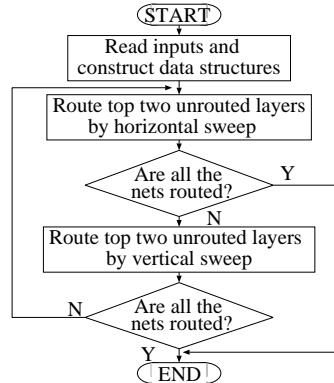 START
Read inputs and
construct data structures
Route top two unrouted layers
by horizontal sweep
Are all the
nets routed?
Y
N
Route top two unrouted layers
by vertical sweep
Are all the
nets routed?
N
Y
END